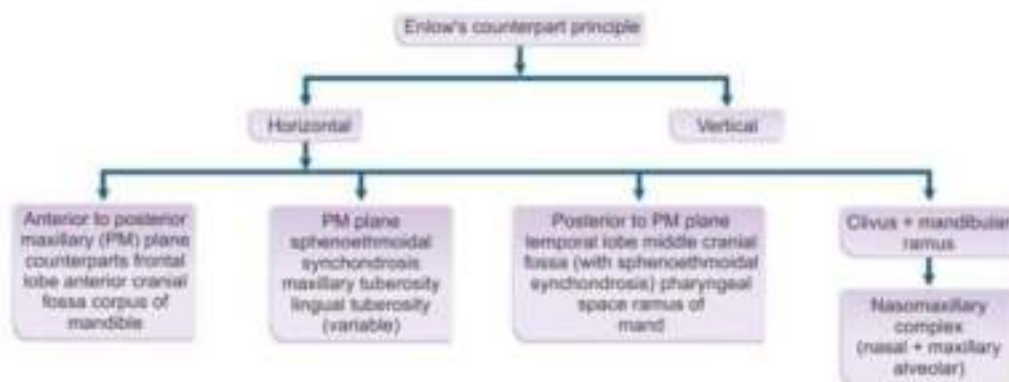 Enlow's counterpart principle
Horizontal
Vertical
Anterior to posterior
maxillary (PM) plane
counterparts frontal
lobe anterior cranial
fossa corpus of
mandible
PM plane
sphenoethmoidal
synchondrosis
maxillary tuberosity
lingual tuberosity
(variable)
Posterior to PM plane
temporal lobe middle cranial
fossa (with sphenoethmoidal
synchondrosis) pharyngeal
space ramus of
mand
Clivus + mandibular
ramus
Nasomaxillary
complex
(nasal + maxillary
alveolar)